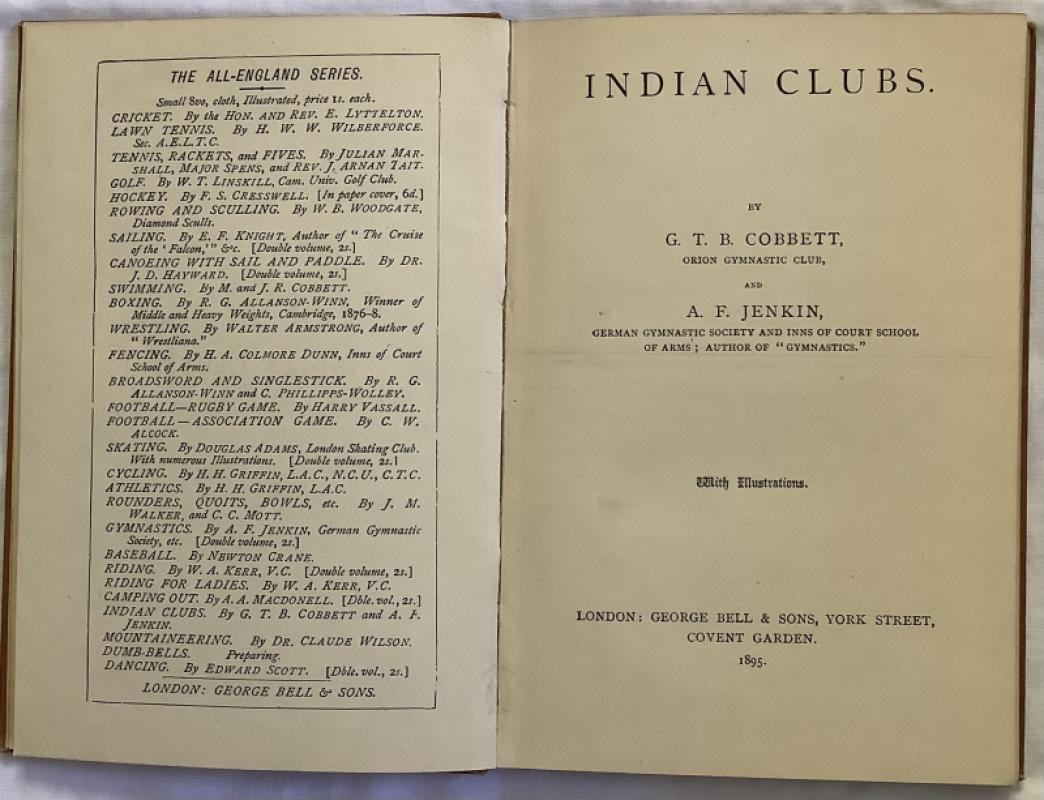 THE ALL-ENGLAND SERIES.
Small 8vo, cloth, Illustrated, price 1s. each.
CRICKET. By the HON. AND REV. E. LYTTELTON.
LAWN TENNIS. By H. W. W. WILBERFORCE.
Sec. A.E.L.T.C.
TENNIS, RACKETS, and FIVES. By JULIAN MAR-
SHALL, MAJOR SPENS, and REV. J. ARNAN TAIT.
GOLF. By W. T. LINSKILL, Cam. Univ. Golf Club.
HOCKEY. By F. S. CRESSWELL. [In paper cover, 6d.]
ROWING AND SCULLING. By W. B. WOODGATE,
Diamond Sculls.
SAILING. By E. F. KNIGHT, Author of "The Cruise
of the 'Falcon,'" &c. [Double volume, 2s.]
CANOEING WITH SAIL AND PADDLE. By DR.
J. D. HAYWARD. [Double volume, 2s.]
SWIMMING. By M. and J. R. COBBETT.
BOXING. By R. G. ALLANSON-WINN, Winner of
Middle and Heavy Weights, Cambridge, 1876-8.
WRESTLING. By WALTER ARMSTRONG, Author of
"Wrestliana."
FENCING. By H. A. COLMORE DUNN, Inns of Court
School of Arms.
BROADSWORD AND SINGLESTICK. By R. G.
ALLANSON-WINN and C. PHILLIPPS-WOLLEY.
FOOTBALL—RUGBY GAME. By HARRY VASSALL.
FOOTBALL—ASSOCIATION GAME. By C. W.
ALCOCK.
SKATING. By DOUGLAS ADAMS, London Skating Club.
With numerous Illustrations. [Double volume, 2s.]
CYCLING. By H. H. GRIFFIN, L.A.C., N.C.U., C.T.C.
ATHLETICS. By H. H. GRIFFIN, L.A.C.
ROUNDERS, QUOITS, BOWLS, etc. By J. M.
WALKER, and C. C. MOTT.
GYMNASTICS. By A. F. JENKIN, German Gymnastic
Society, etc. [Double volume, 2s.]
BASEBALL. By NEWTON CRANE.
RIDING. By W. A. KERR, V.C. [Double volume, 2s.]
RIDING FOR LADIES. By W. A. KERR, V.C.
CAMPING OUT. By A. A. MACDONELL. [Dble. vol., 2s.]
INDIAN CLUBS. By G. T. B. COBBETT and A. F.
JENKIN.
MOUNTAINEERING. By DR. CLAUDE WILSON.
DUMB-BELLS. Preparing.
DANCING. By EDWARD SCOTT. [Dble. vol., 2s.]
LONDON: GEORGE BELL & SONS.
INDIAN CLUBS.
BY
G. T. B. COBBETT,
ORION GYMNASTIC CLUB,
AND
A. F. JENKIN,
GERMAN GYMNASTIC SOCIETY AND INNS OF COURT SCHOOL
OF ARMS; AUTHOR OF "GYMNASTICS."
With Illustrations.
LONDON: GEORGE BELL & SONS, YORK STREET,
COVENT GARDEN.
1895.